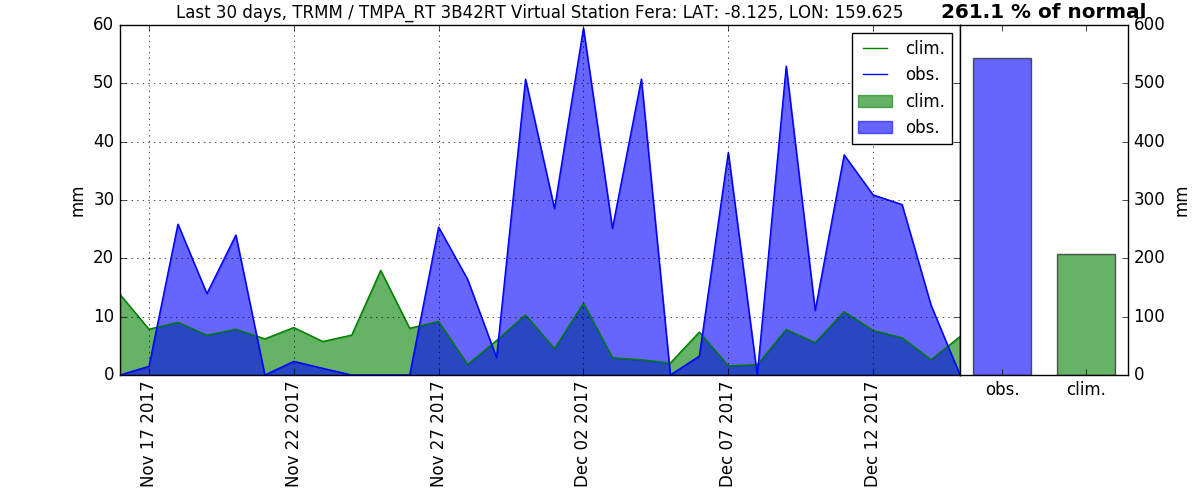 Last 30 days, TRMM / TMPA_RT 3B42RT Virtual Station Fera: LAT: -8.125, LON: 159.625
261.1 % of normal
60
50
40
30
20
10
0
mm
clim.
obs.
clim.
obs.
Nov 17 2017
Nov 22 2017
Nov 27 2017
Dec 02 2017
Dec 07 2017
Dec 12 2017
600
500
400
300
200
100
0
mm
obs.
clim.